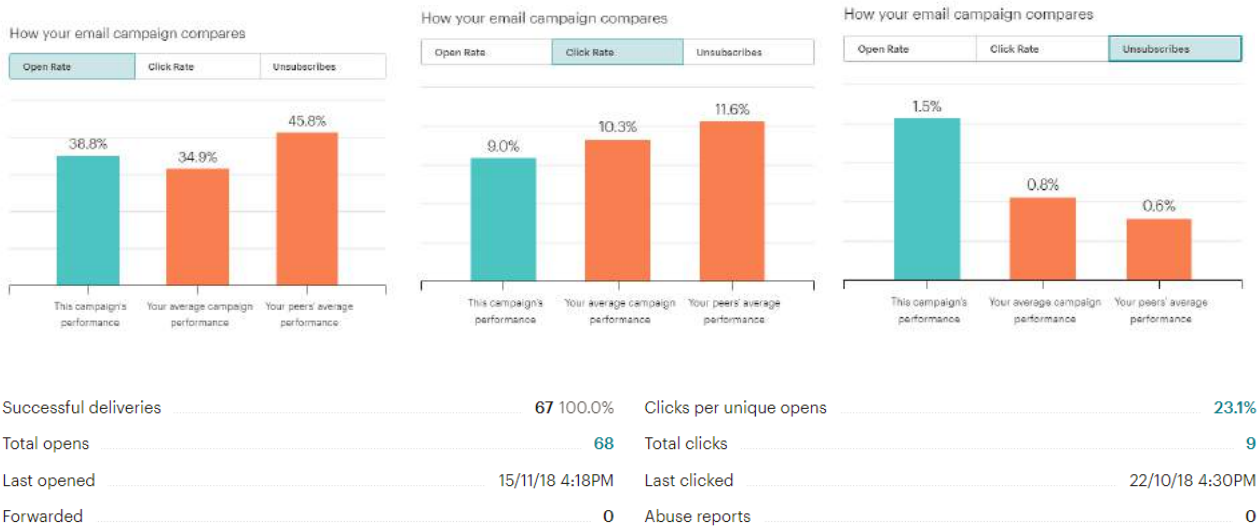 How your email campaign compares
Open Rate Click Rate Unsubscribes
38.8%
34.9%
45.8%
This campaign's performance
Your average campaign performance
Your peers' average performance
How your email campaign compares
Open Rate Click Rate Unsubscribes
9.0%
10.3%
11.6%
This campaign's performance
Your average campaign performance
Your peers' average performance
How your email campaign compares
Open Rate Click Rate Unsubscribes
1.5%
0.8%
0.6%
This campaign's performance
Your average campaign performance
Your peers' average performance
Successful deliveries 67 100.0%
Total opens 68
Last opened 15/11/18 4:18PM
Forwarded 0
Clicks per unique opens 23.1%
Total clicks 9
Last clicked 22/10/18 4:30PM
Abuse reports 0